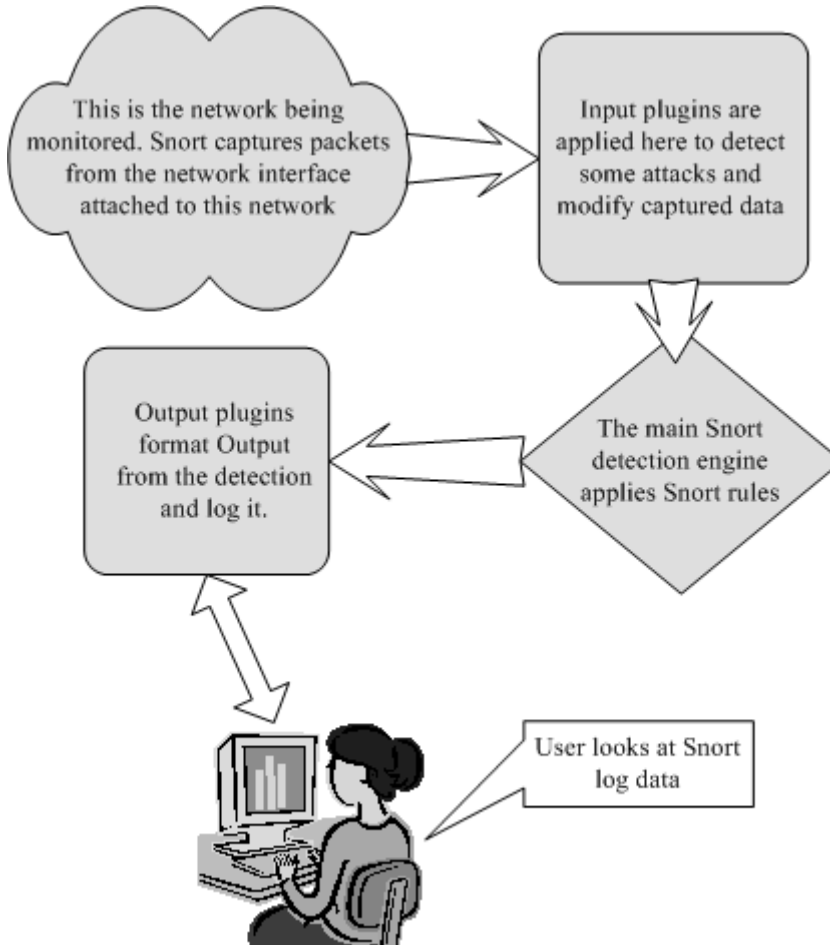 This is the network being
monitored. Snort captures packets
from the network interface
attached to this network
Input plugins are
applied here to detect
some attacks and
modify captured data
The main Snort
detection engine
applies Snort rules
Output plugins
format Output
from the detection
and log it.
User looks at Snort
log data